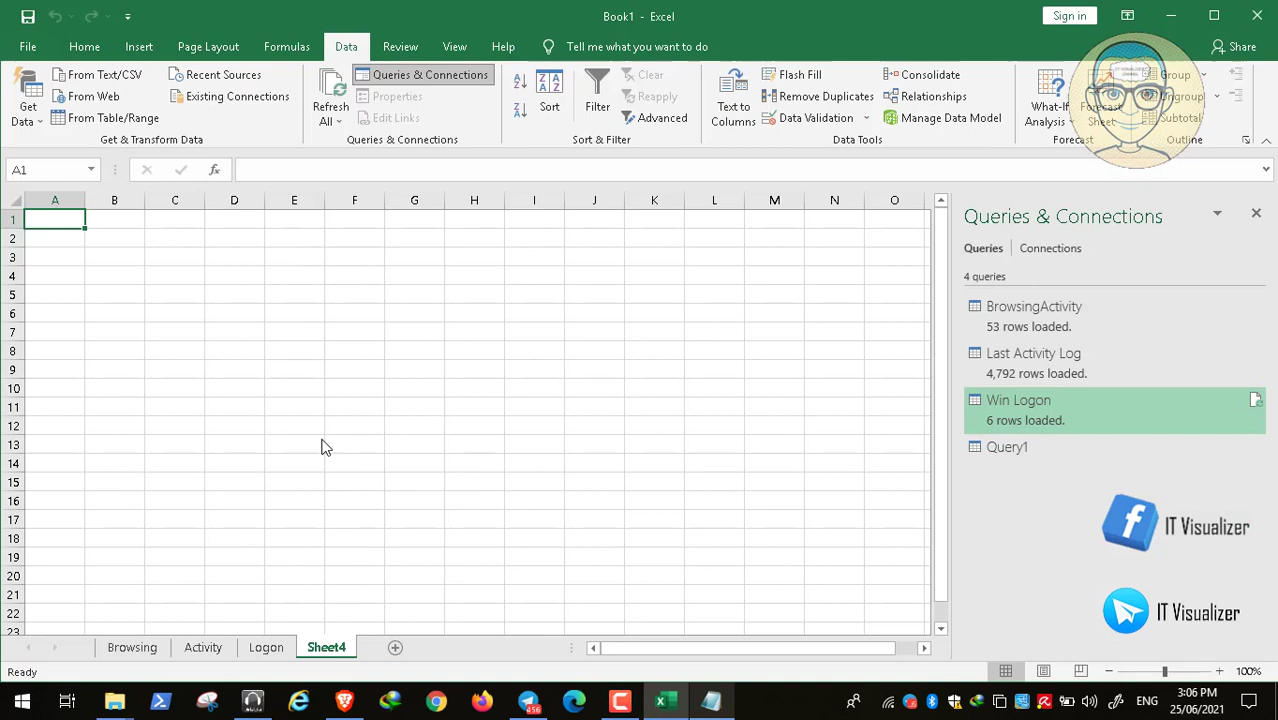 Book1 - Excel
Sign in
File Home Insert Page Layout Formulas Data Review View Help Tell me what you want to do Share
Get Data
From Text/CSV
From Web
From Table/Range
Recent Sources
Existing Connections
Get & Transform Data
Refresh All
Queries & Connections
Properties
Edit Links
Queries & Connections
Sort
Filter
Clear
Reapply
Advanced
Sort & Filter
Text to Columns
Flash Fill
Remove Duplicates
Data Validation
Consolidate
Relationships
Manage Data Model
Data Tools
What-If Analysis
Forecast Sheet
Forecast
Group
Ungroup
Subtotal
Outline
A1
fx
A B C D E F G H I J K L M N O
1
2
3
4
5
6
7
8
9
10
11
12
13
14
15
16
17
18
19
20
21
22
23
Queries & Connections
Queries Connections
4 queries
BrowsingActivity
53 rows loaded.
Last Activity Log
4,792 rows loaded.
Win Logon
6 rows loaded.
Query1
IT Visualizer
IT Visualizer
Browsing Activity Logon Sheet4
Ready
100%
456
ENG
3:06 PM
25/06/2021